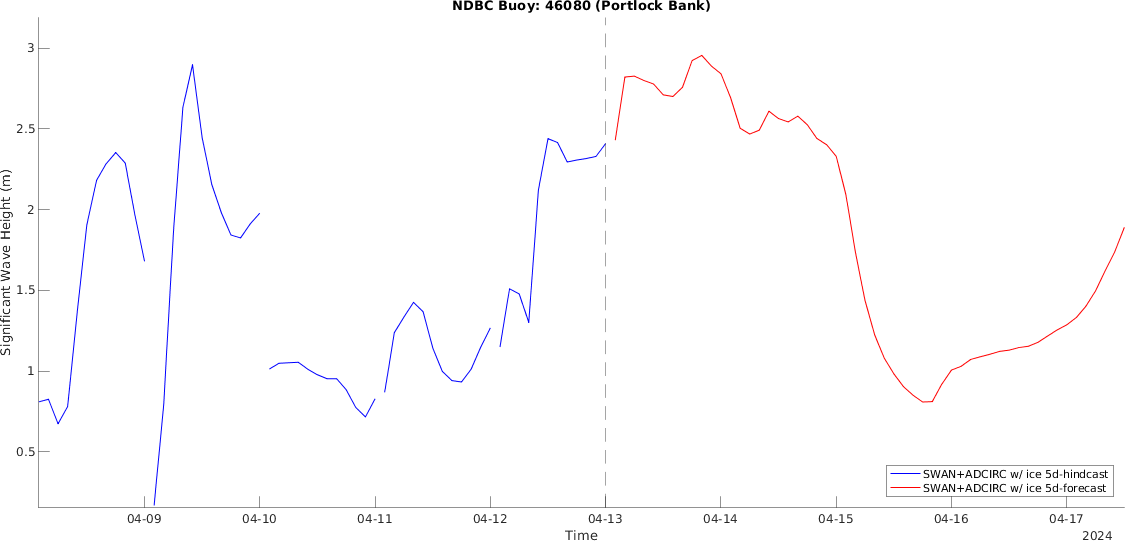 NDBC Buoy: 46080 (Portlock Bank)
3
2.5
2
1.5
1
0.5
Significant Wave Height (m)
SWAN+ADCIRC w/ ice 5d-hindcast
SWAN+ADCIRC w/ ice 5d-forecast
04-09 04-10 04-11 04-12 04-13 04-14 04-15 04-16 04-17
Time
2024